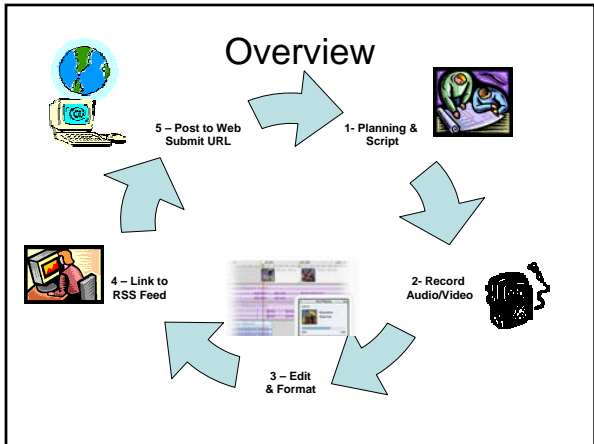 Overview
1- Planning &
Script
2- Record
Audio/Video
3 – Edit
& Format
4 – Link to
RSS Feed
5 – Post to Web
Submit URL
@